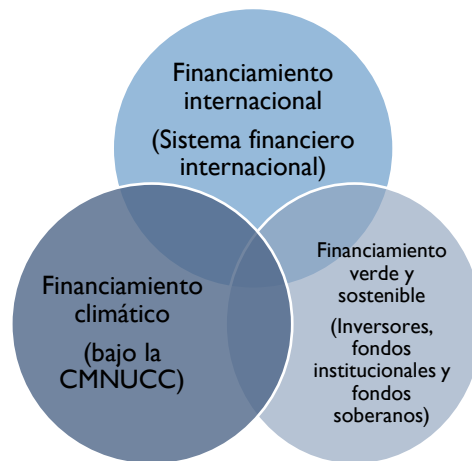 Financiamiento
internacional
(Sistema financiero
internacional)
Financiamiento
climático
(bajo la
CMNUCC)
Financiamiento
verde y
sostenible
(Inversores,
fondos
institucionales y
fondos
soberanos)